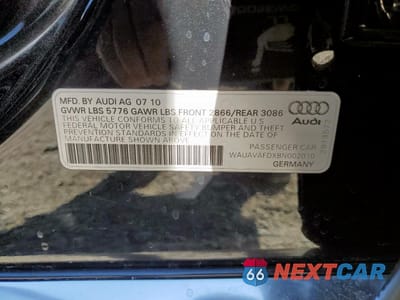 MFD. BY AUDI AG 07 10
GVWR LBS 5776 GAWR LBS FRONT 2866/REAR 3086
THIS VEHICLE CONFORMS TO ALL APPLICABLE U.S
FEDERAL MOTOR VEHICLE SAFETY BUMPER AND THEFT
PREVENTION STANDARDS IN EFFECT ON THE DATE OF
MANUFACTURE SHOWN ABOVE.
Audi
PASSENGER CAR
WAUAVAFDXBN002010
GERMANY
66 NEXTCAR